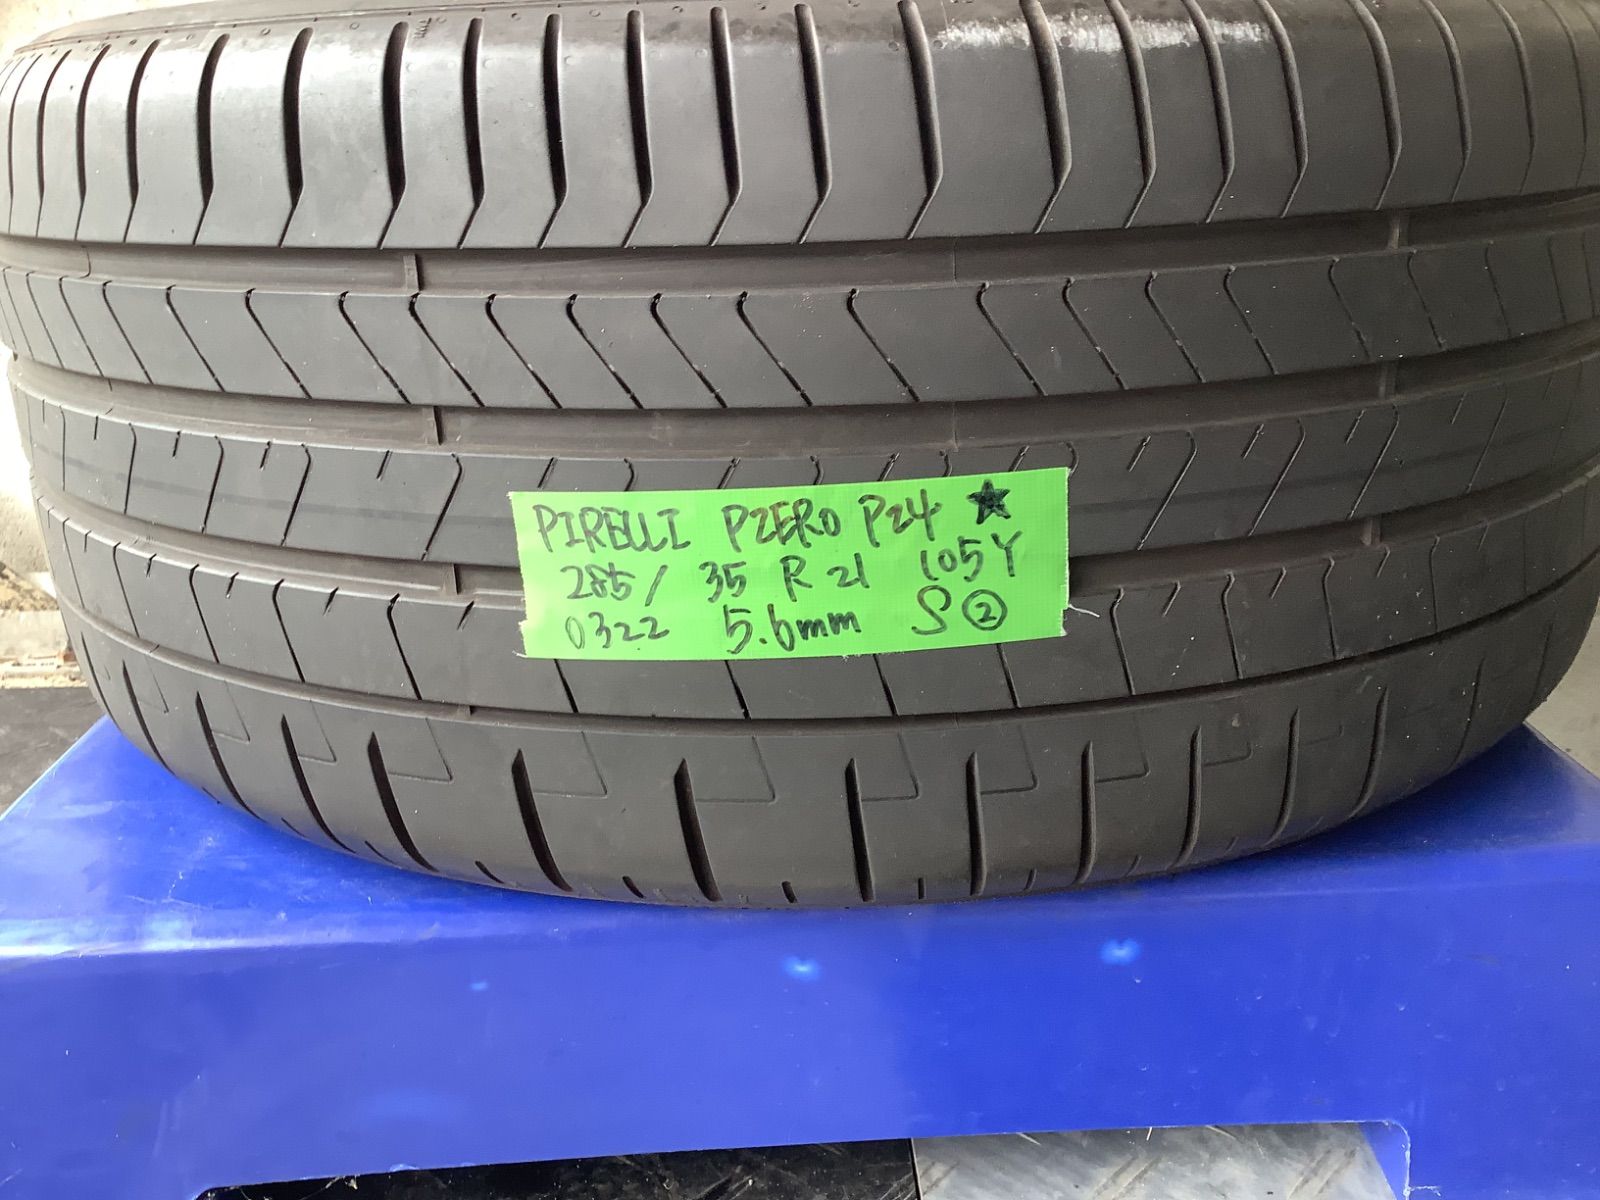 PIRELLI PZERO PZ4 ★
285/35 R 21 105Y
0322 5.6mm S②